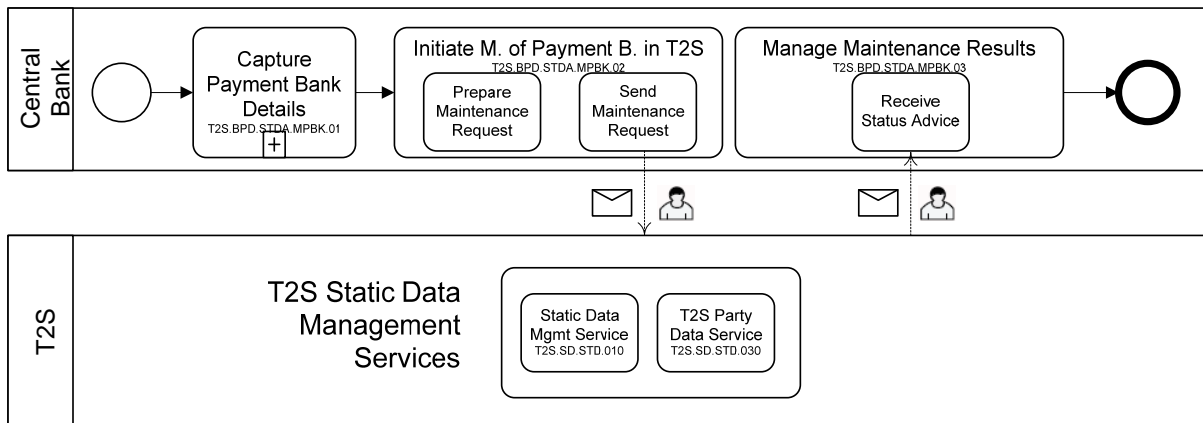 Central
Bank
Capture
Payment Bank
Details
T2S.BPD.STDA.MPBK.01
Initiate M. of Payment B. in T2S
T2S.BPD.STDA.MPBK.02
Prepare
Maintenance
Request
Send
Maintenance
Request
Manage Maintenance Results
T2S.BPD.STDA.MPBK.03
Receive
Status Advice
T2S
T2S Static Data
Management
Services
Static Data
Mgmt Service
T2S.SD.STD.010
T2S Party
Data Service
T2S.SD.STD.030